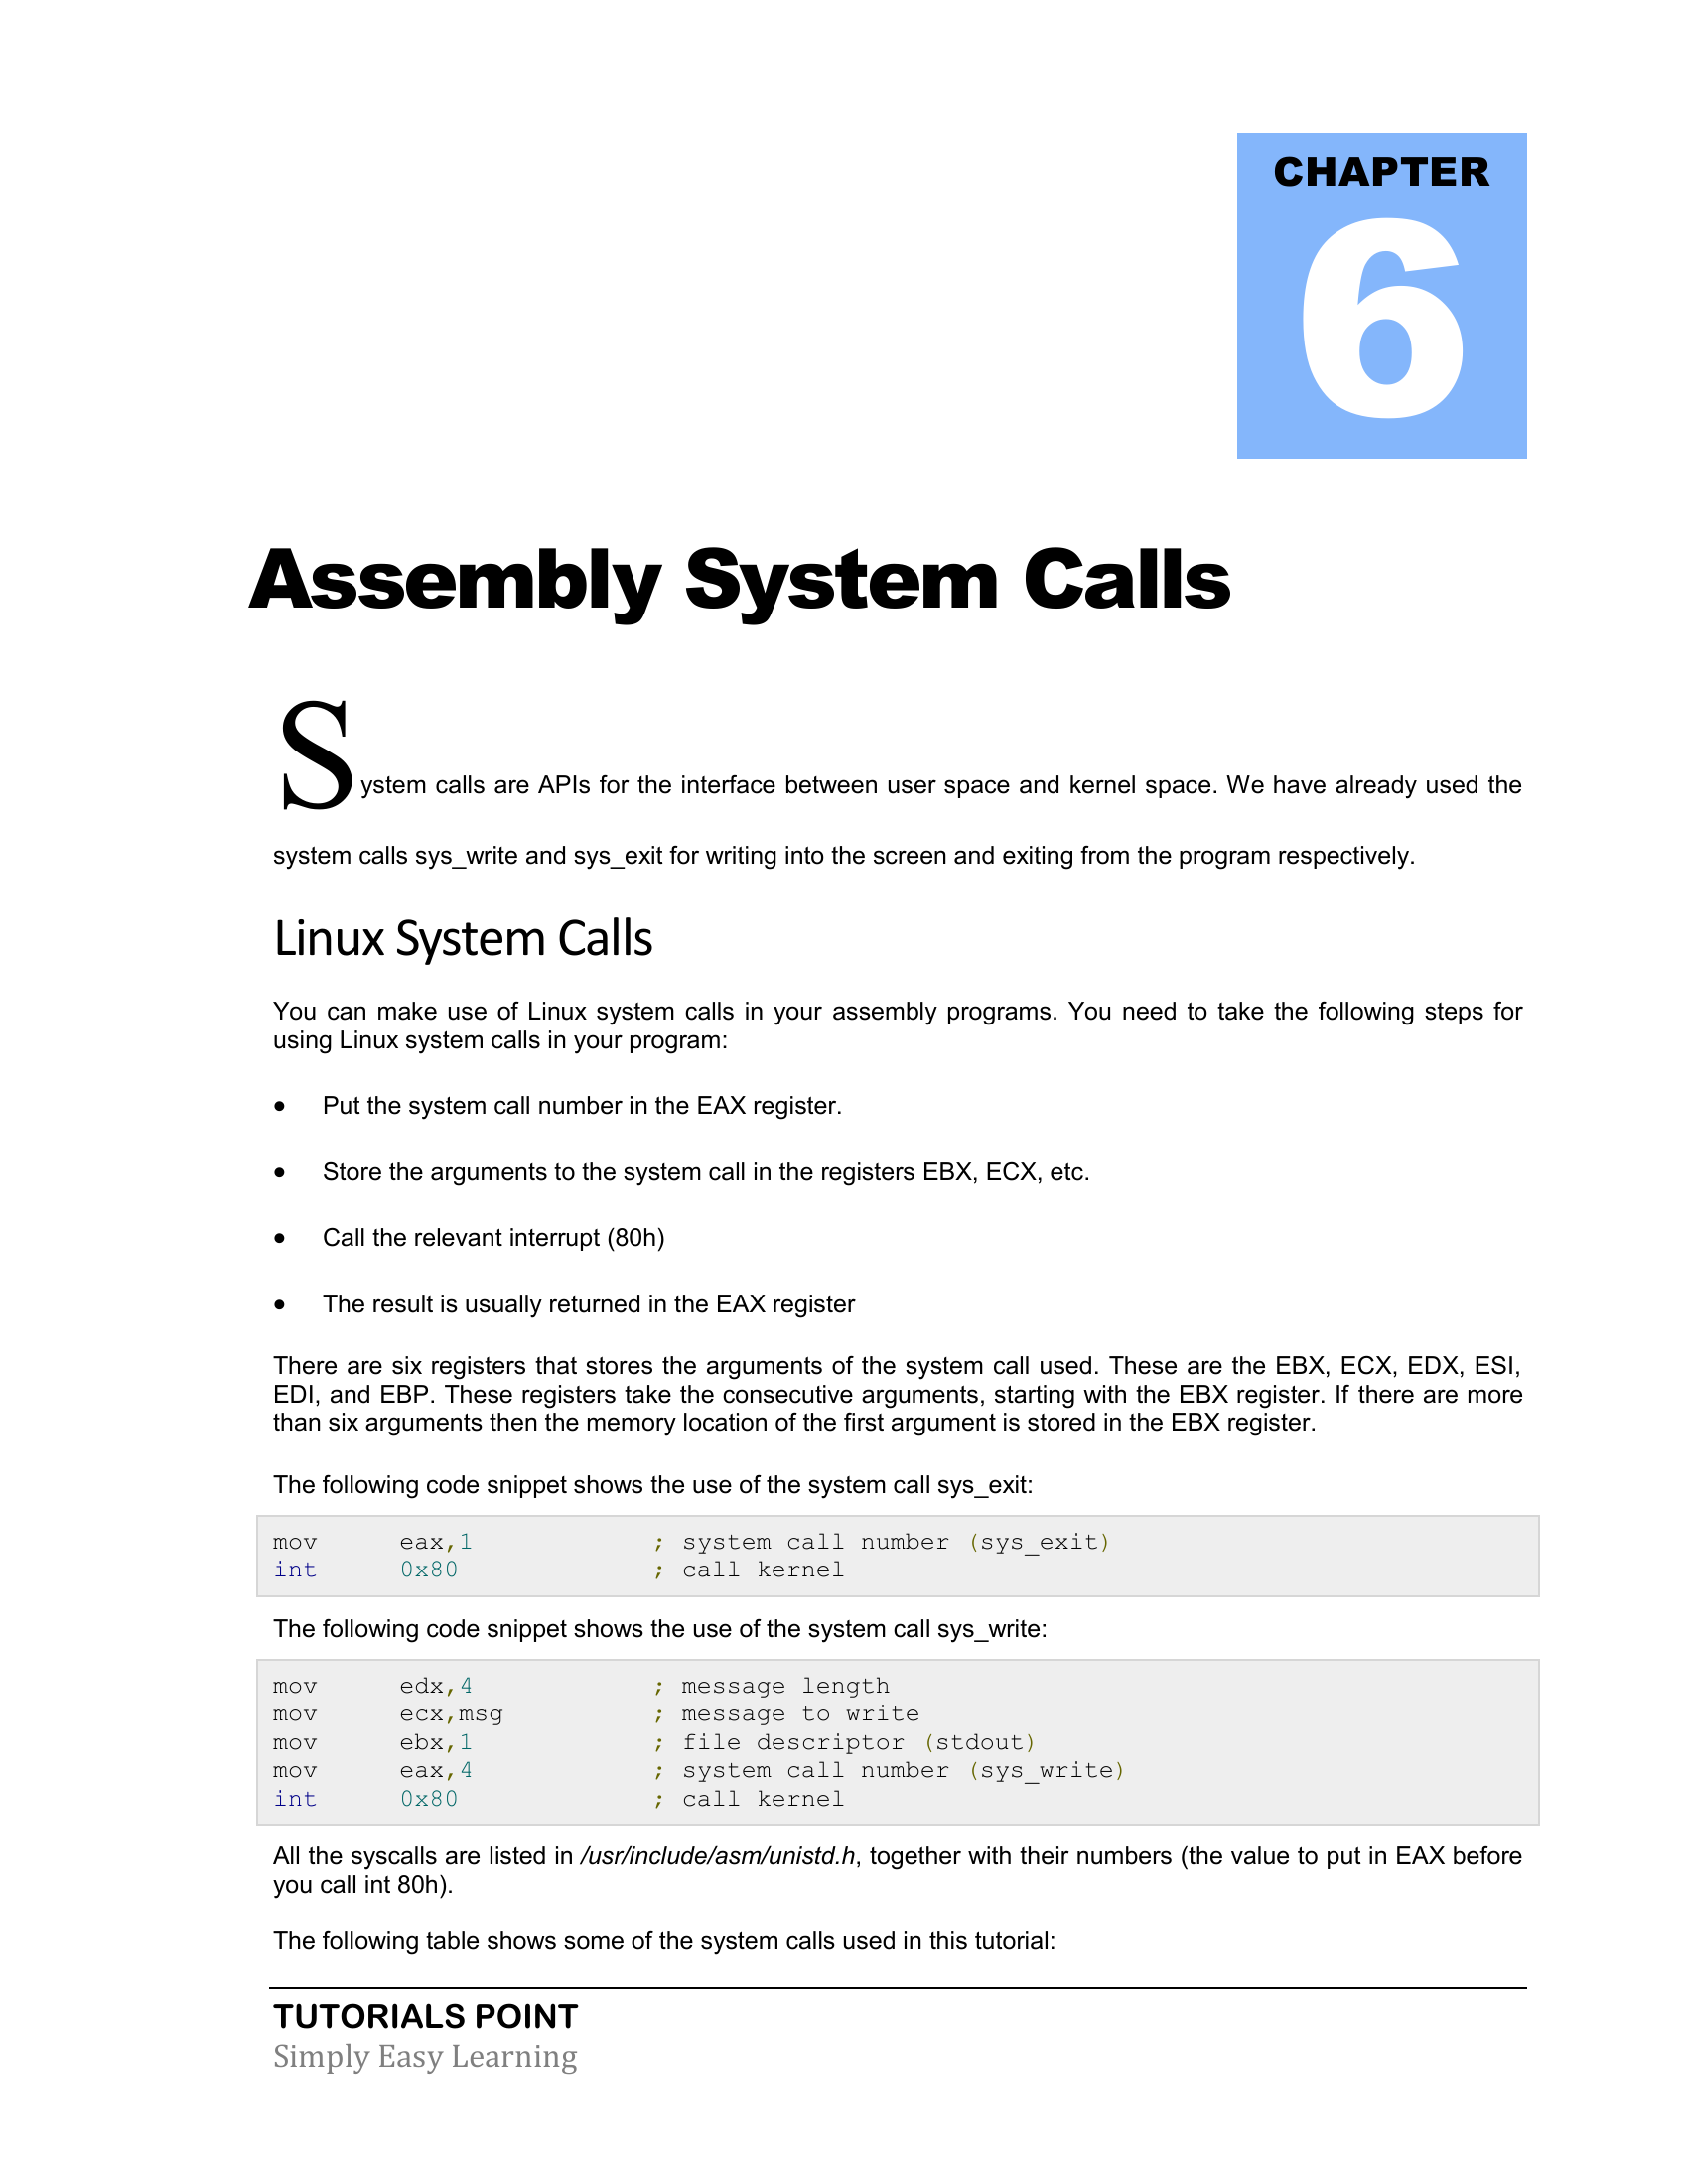 CHAPTER
6
Assembly System Calls
System calls are APIs for the interface between user space and kernel space. We have already used the
system calls sys_write and sys_exit for writing into the screen and exiting from the program respectively.
Linux System Calls
You can make use of Linux system calls in your assembly programs. You need to take the following steps for
using Linux system calls in your program:
• Put the system call number in the EAX register.
• Store the arguments to the system call in the registers EBX, ECX, etc.
• Call the relevant interrupt (80h)
• The result is usually returned in the EAX register
There are six registers that stores the arguments of the system call used. These are the EBX, ECX, EDX, ESI,
EDI, and EBP. These registers take the consecutive arguments, starting with the EBX register. If there are more
than six arguments then the memory location of the first argument is stored in the EBX register.
The following code snippet shows the use of the system call sys_exit:
mov eax,1 ; system call number (sys_exit)
int 0x80 ; call kernel
The following code snippet shows the use of the system call sys_write:
mov edx,4 ; message length
mov ecx,msg ; message to write
mov ebx,1 ; file descriptor (stdout)
mov eax,4 ; system call number (sys_write)
int 0x80 ; call kernel
All the syscalls are listed in /usr/include/asm/unistd.h, together with their numbers (the value to put in EAX before
you call int 80h).
The following table shows some of the system calls used in this tutorial:
TUTORIALS POINT
Simply Easy Learning